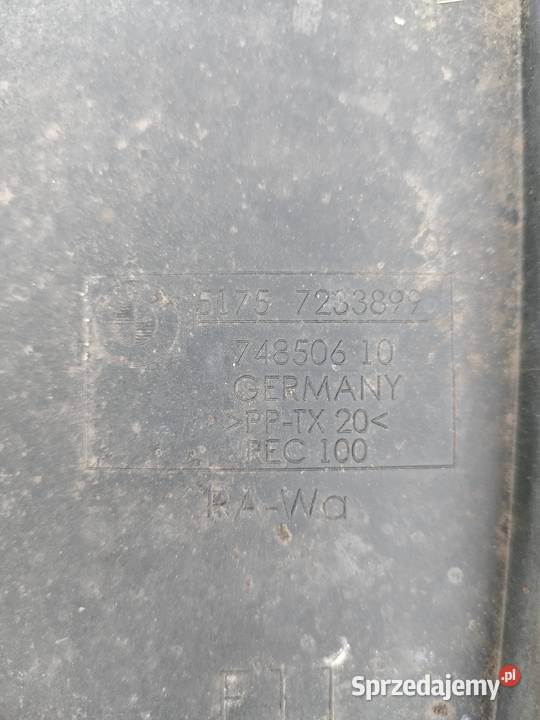 5175 7233899
748506 10
GERMANY
>PP-TX 20<
REC 100
RA-Wa
Sprzedajemy.pl